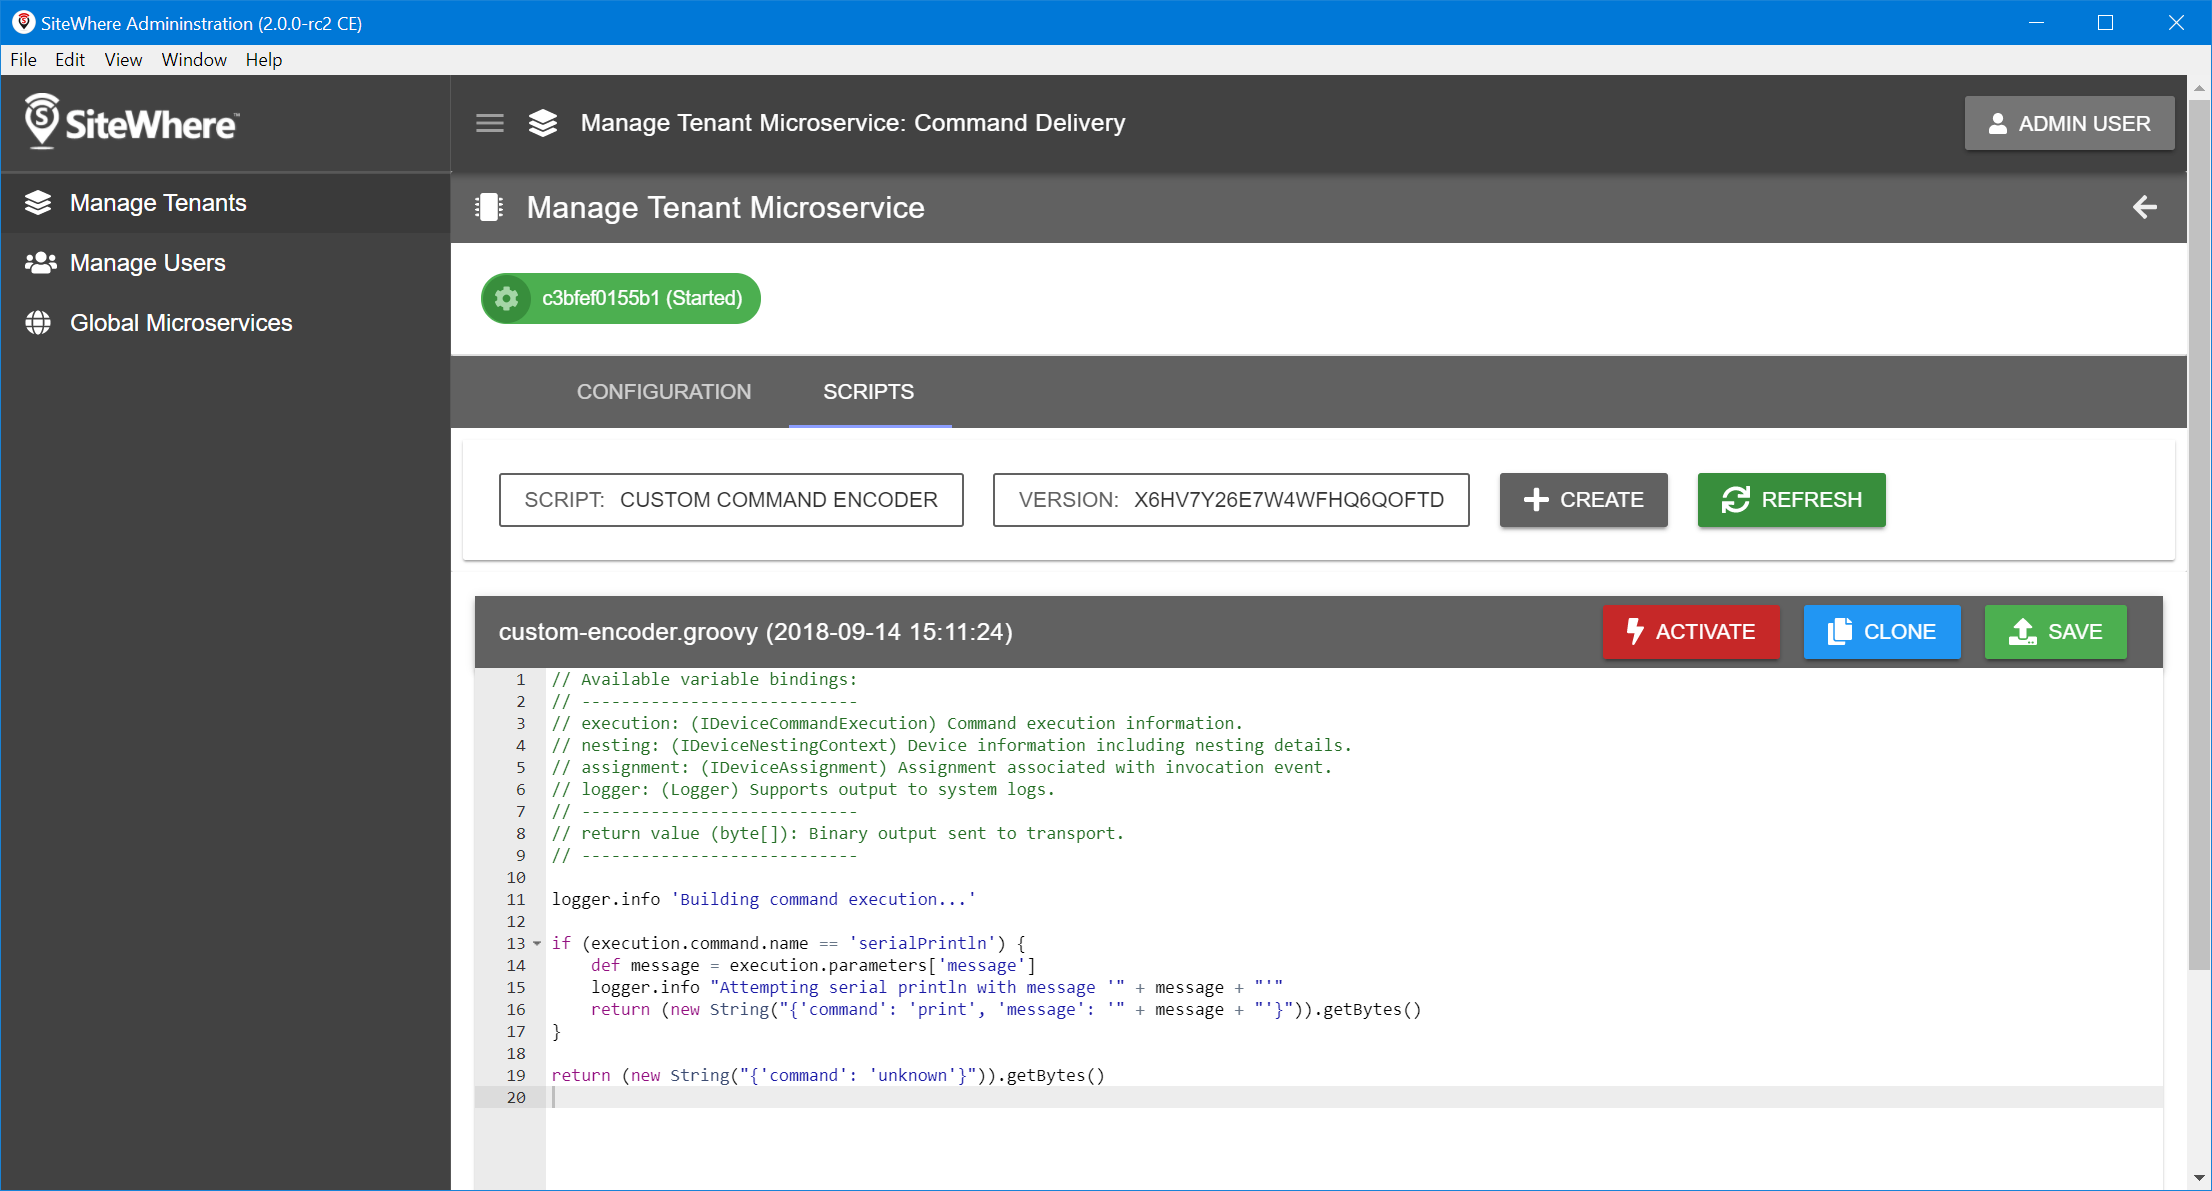 SiteWhere Admininstration (2.0.0-rc2 CE)
File Edit View Window Help
SiteWhere™
Manage Tenant Microservice: Command Delivery
ADMIN USER
Manage Tenants
Manage Users
Global Microservices
Manage Tenant Microservice
c3bfef0155b1 (Started)
CONFIGURATION SCRIPTS
SCRIPT: CUSTOM COMMAND ENCODER VERSION: X6HV7Y26E7W4WFHQ6QOFTD CREATE REFRESH
custom-encoder.groovy (2018-09-14 15:11:24) ACTIVATE CLONE SAVE
1 // Available variable bindings:
2 // ----------------------------
3 // execution: (IDeviceCommandExecution) Command execution information.
4 // nesting: (IDeviceNestingContext) Device information including nesting details.
5 // assignment: (IDeviceAssignment) Assignment associated with invocation event.
6 // logger: (Logger) Supports output to system logs.
7 // ----------------------------
8 // return value (byte[]): Binary output sent to transport.
9 // ----------------------------
10
11 logger.info 'Building command execution...'
12
13 if (execution.command.name == 'serialPrintln') {
14     def message = execution.parameters['message']
15     logger.info "Attempting serial println with message '" + message + "'"
16     return (new String("{'command': 'print', 'message': '" + message + "'}")).getBytes()
17 }
18
19 return (new String("{'command': 'unknown'}")).getBytes()
20